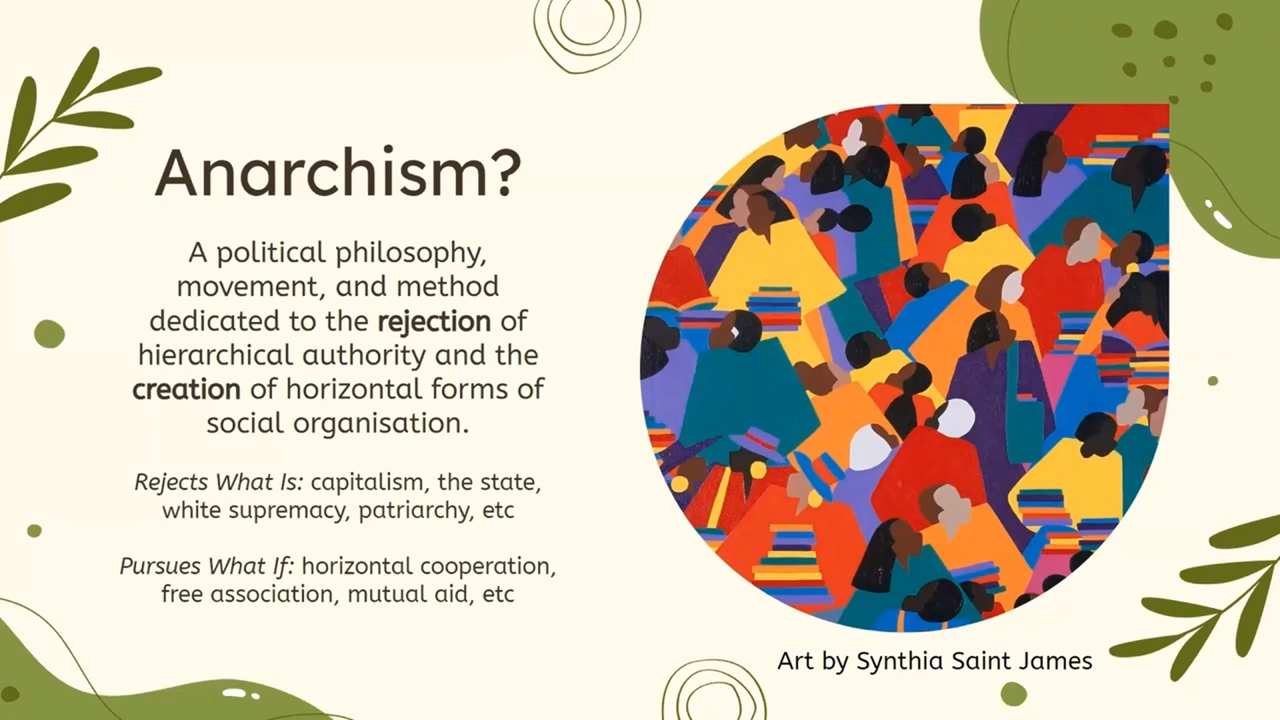 Anarchism?
A political philosophy,
movement, and method
dedicated to the rejection of
hierarchical authority and the
creation of horizontal forms of
social organisation.
Rejects What Is: capitalism, the state,
white supremacy, patriarchy, etc
Pursues What If: horizontal cooperation,
free association, mutual aid, etc
Art by Synthia Saint James